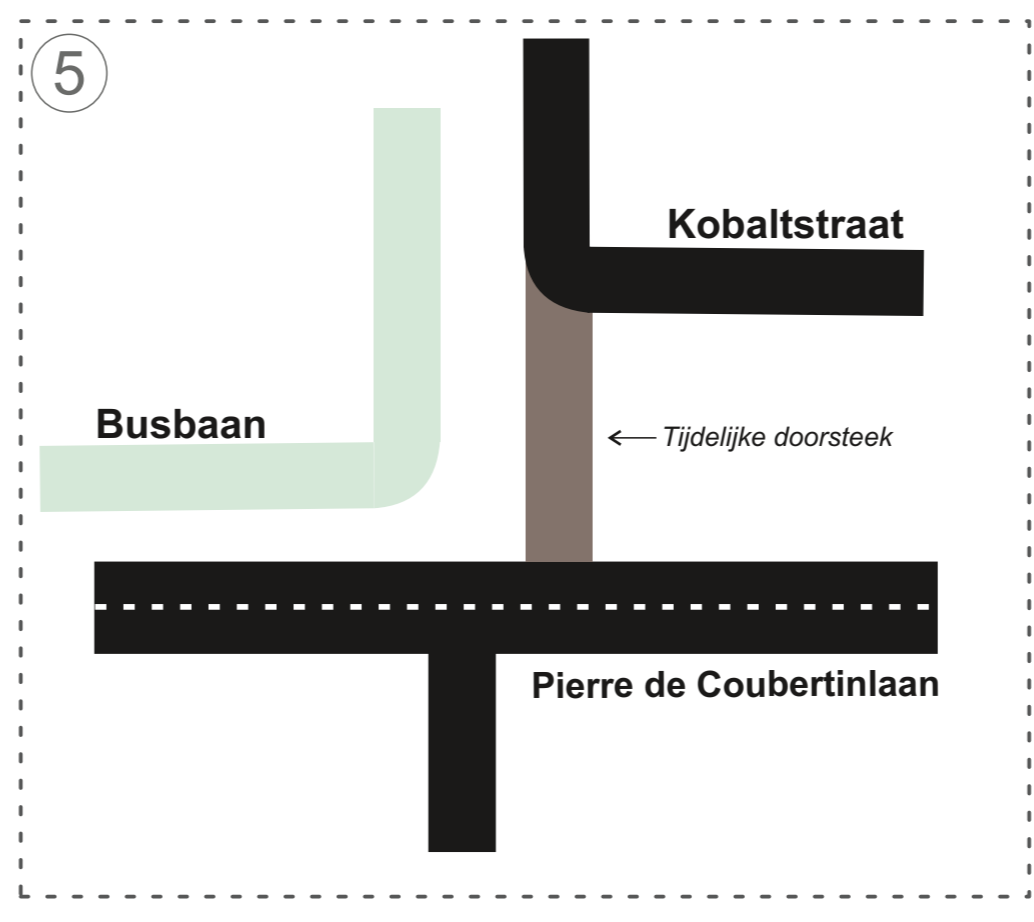 5
Kobaltstraat
Busbaan
Tijdelijke doorsteek
Pierre de Coubertinlaan